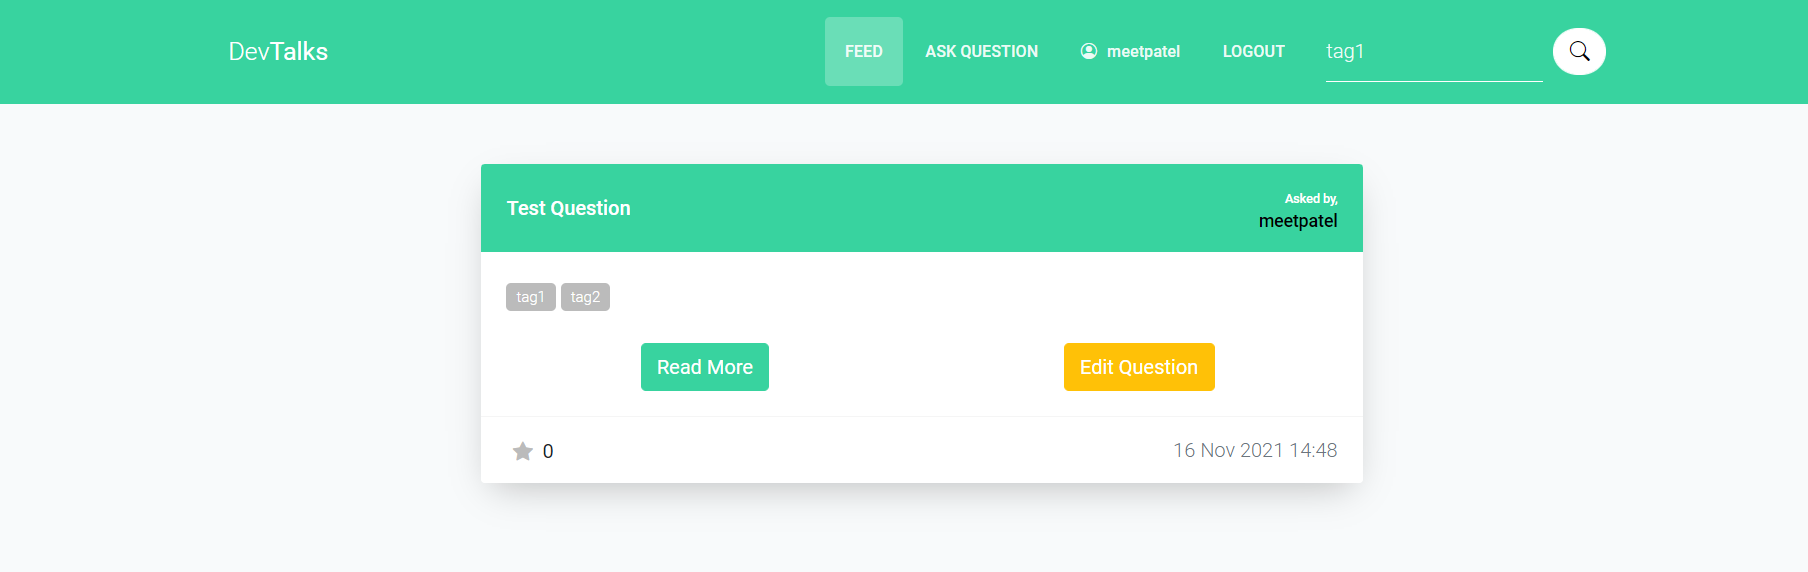 DevTalks
FEED
ASK QUESTION
meetpatel
LOGOUT
tag1
Test Question
Asked by,
meetpatel
tag1 tag2
Read More
Edit Question
0
16 Nov 2021 14:48